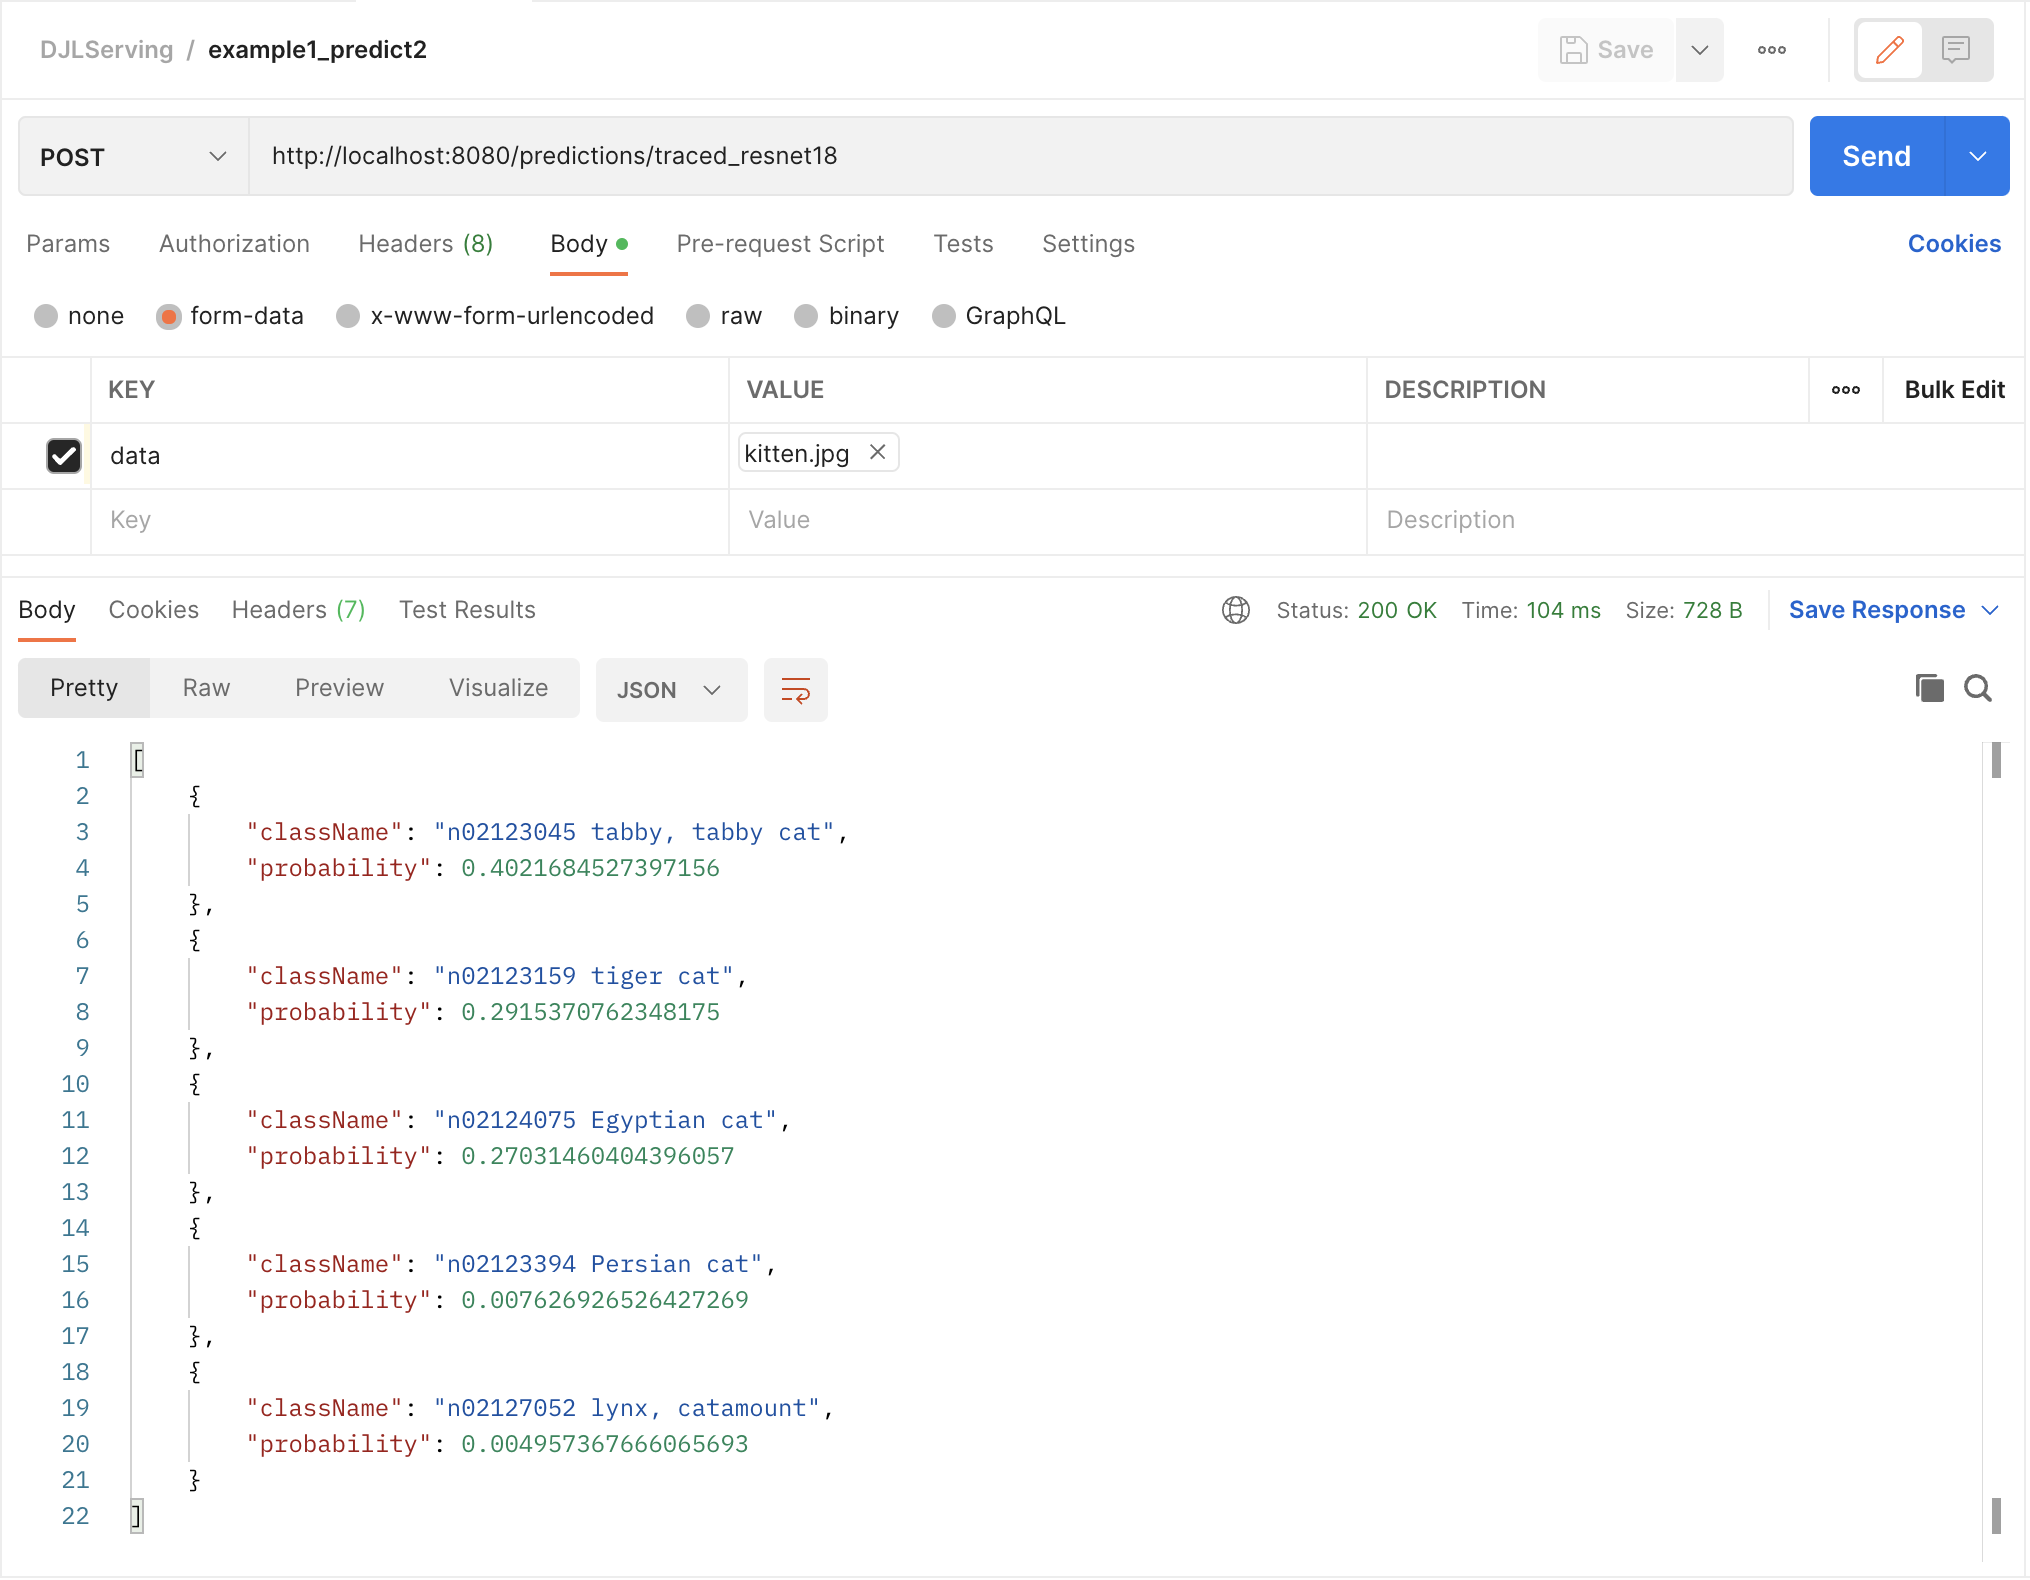 DJLServing / example1_predict2 Save
POST http://localhost:8080/predictions/traced_resnet18 Send
Params Authorization Headers (8) Body Pre-request Script Tests Settings Cookies
none form-data x-www-form-urlencoded raw binary GraphQL
KEY VALUE DESCRIPTION Bulk Edit
data kitten.jpg
Key Value Description
Body Cookies Headers (7) Test Results Status: 200 OK Time: 104 ms Size: 728 B Save Response
Pretty Raw Preview Visualize JSON
1 [
2 {
3 "className": "n02123045 tabby, tabby cat",
4 "probability": 0.4021684527397156
5 },
6 {
7 "className": "n02123159 tiger cat",
8 "probability": 0.2915370762348175
9 },
10 {
11 "className": "n02124075 Egyptian cat",
12 "probability": 0.27031460404396057
13 },
14 {
15 "className": "n02123394 Persian cat",
16 "probability": 0.007626926526427269
17 },
18 {
19 "className": "n02127052 lynx, catamount",
20 "probability": 0.004957367666065693
21 }
22 ]